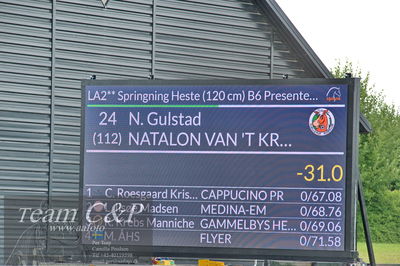 LA2** Springning Heste (120 cm) B6 Presente...
24 N. Gulstad
(112) NATALON VAN 'T KR...
-31.0
1 C. Roesgaard Kris... CAPPUCINO PR 0/67.08
Madsen MEDINA-EM 0/68.76
Krebs Manniche GAMMELBYS HE... 0/69.06
M. ÅHS FLYER 0/71.58
team C&P